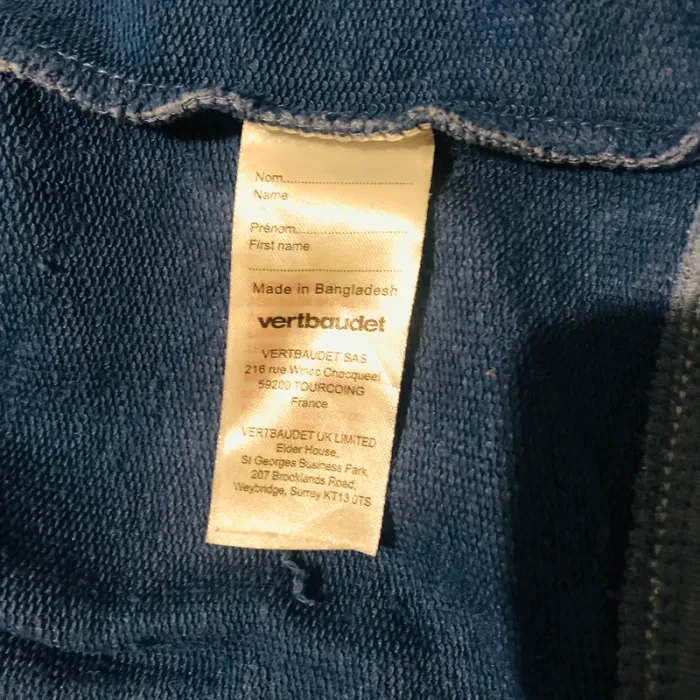 Nom..............................
Name
Prénom..............................
First name
..............................
Made in Bangladesh
vertbaudet
VERTBAUDET SAS
216 rue Winoc Chocqueel
59200 TOURCOING
France
VERTBAUDET UK LIMITED
Elder House,
St Georges Business Park,
207 Brooklands Road,
Weybridge, Surrey KT13 0TS